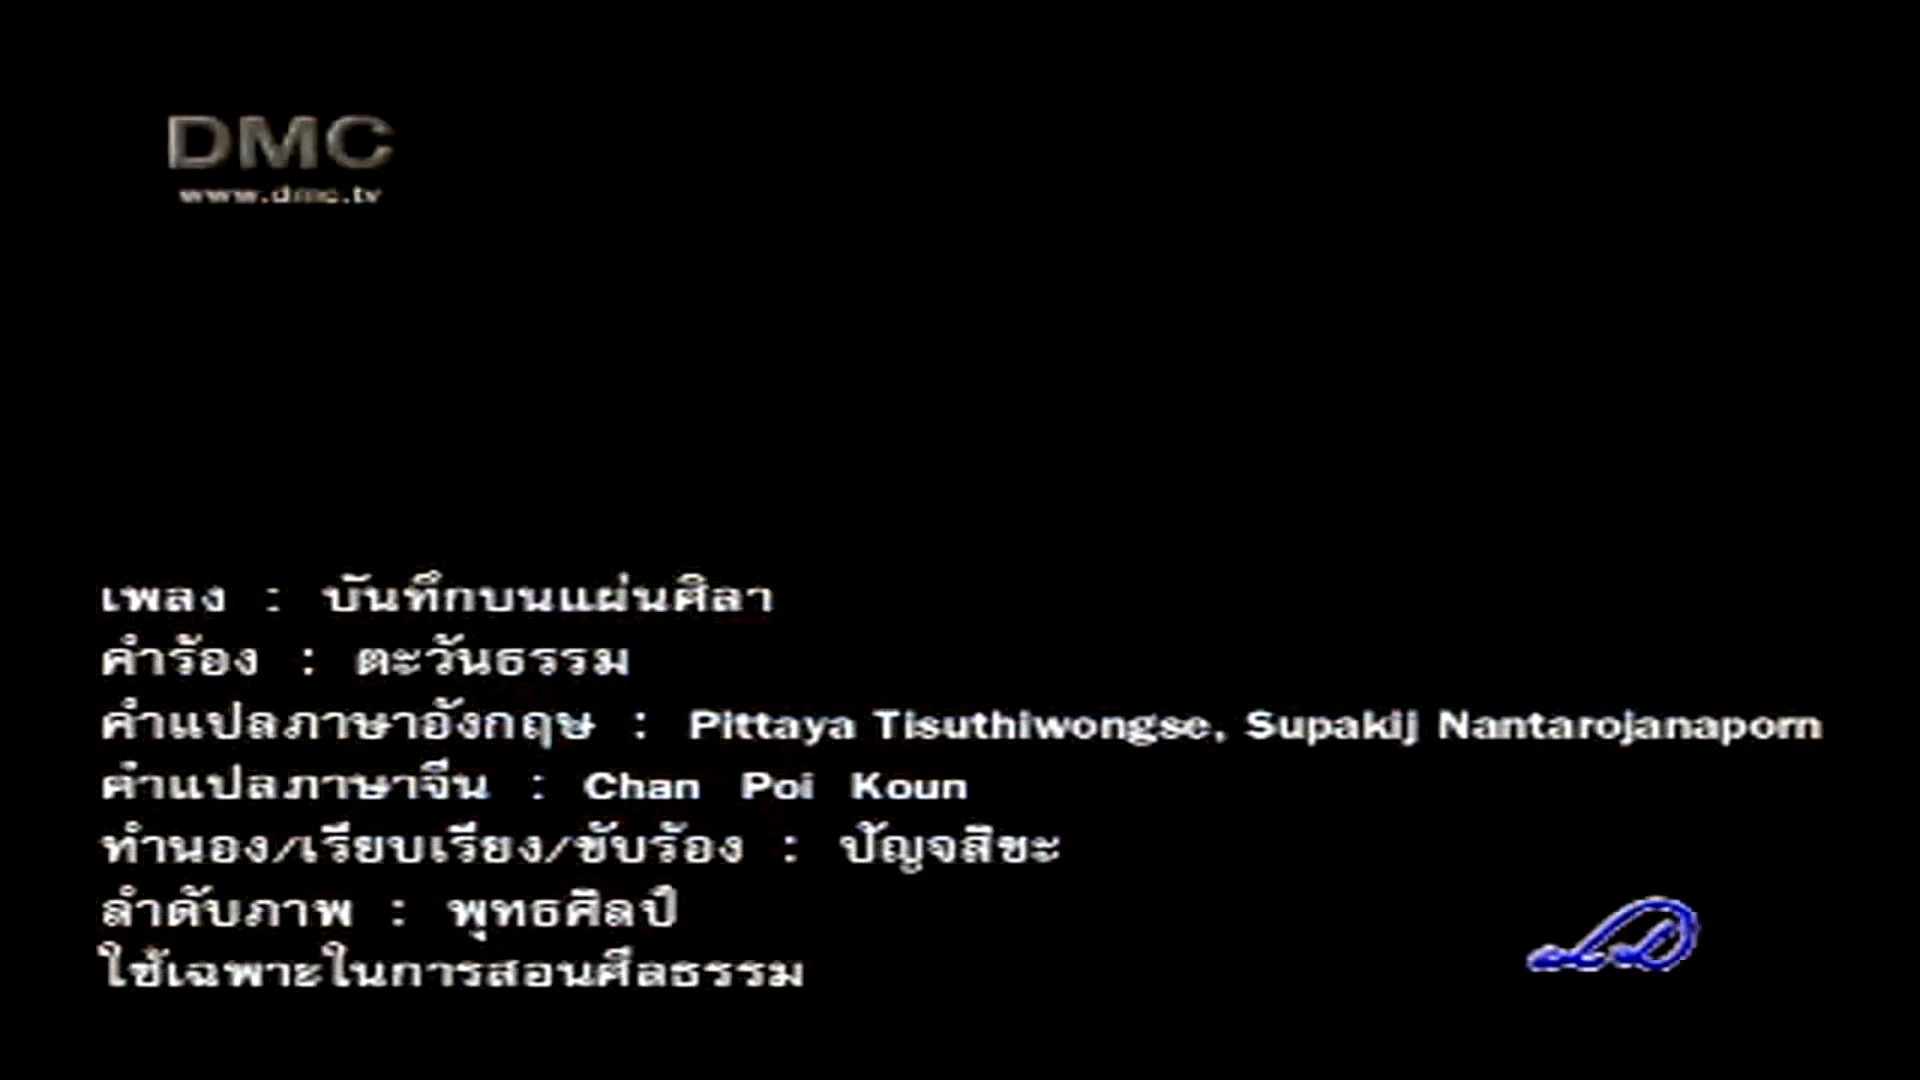 DMC
www.dmc.tv
เพลง : บันทึกบนแผ่นศิลา
คำร้อง : ตะวันธรรม
คำแปลภาษาอังกฤษ : Pittaya Tisuthiwongse, Supakij Nantarojanaporn
คำแปลภาษาจีน : Chan Poi Koun
ทำนอง/เรียบเรียง/ขับร้อง : ปัญจสิขะ
ลำดับภาพ : พุทธศิลป์
ใช้เฉพาะในการสอนศีลธรรม